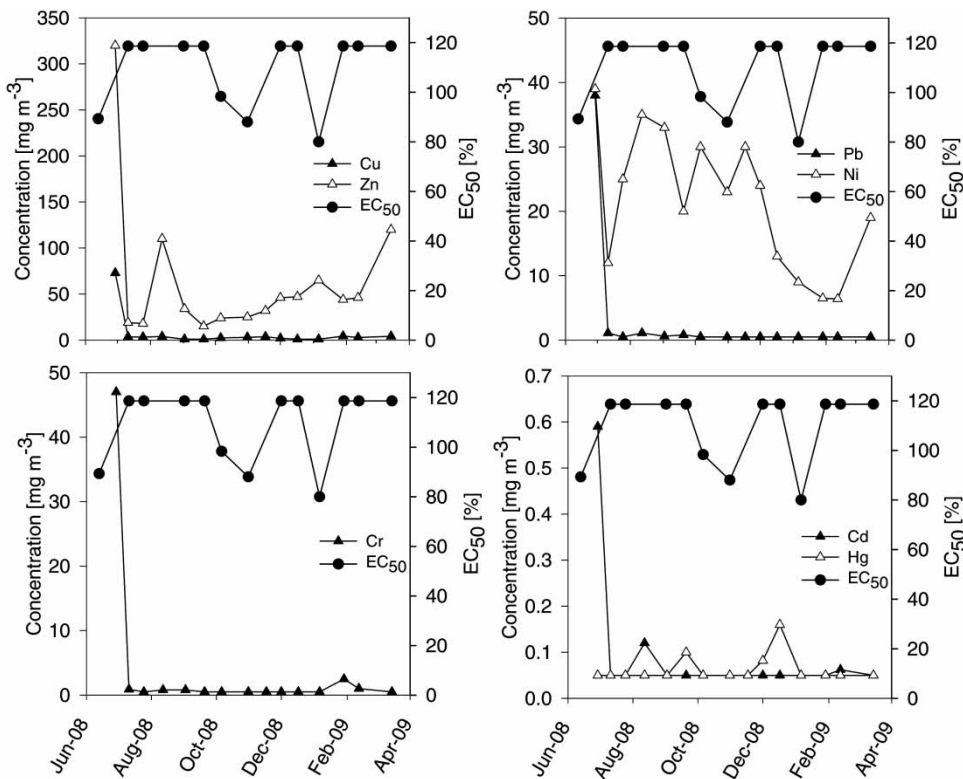 350
300
250
200
150
100
50
0
Concentration [mg m⁻³]
Cu
Zn
EC₅₀
120
100
80
60
40
20
0
EC₅₀ [%]
50
40
30
20
10
0
Concentration [mg m⁻³]
Pb
Ni
EC₅₀
120
100
80
60
40
20
0
EC₅₀ [%]
50
40
30
20
10
0
Concentration [mg m⁻³]
Cr
EC₅₀
120
100
80
60
40
20
0
EC₅₀ [%]
Jun-08
Aug-08
Oct-08
Dec-08
Feb-09
Apr-09
0.7
0.6
0.5
0.4
0.3
0.2
0.1
0.0
Concentration [mg m⁻³]
Cd
Hg
EC₅₀
120
100
80
60
40
20
0
EC₅₀ [%]
Jun-08
Aug-08
Oct-08
Dec-08
Feb-09
Apr-09